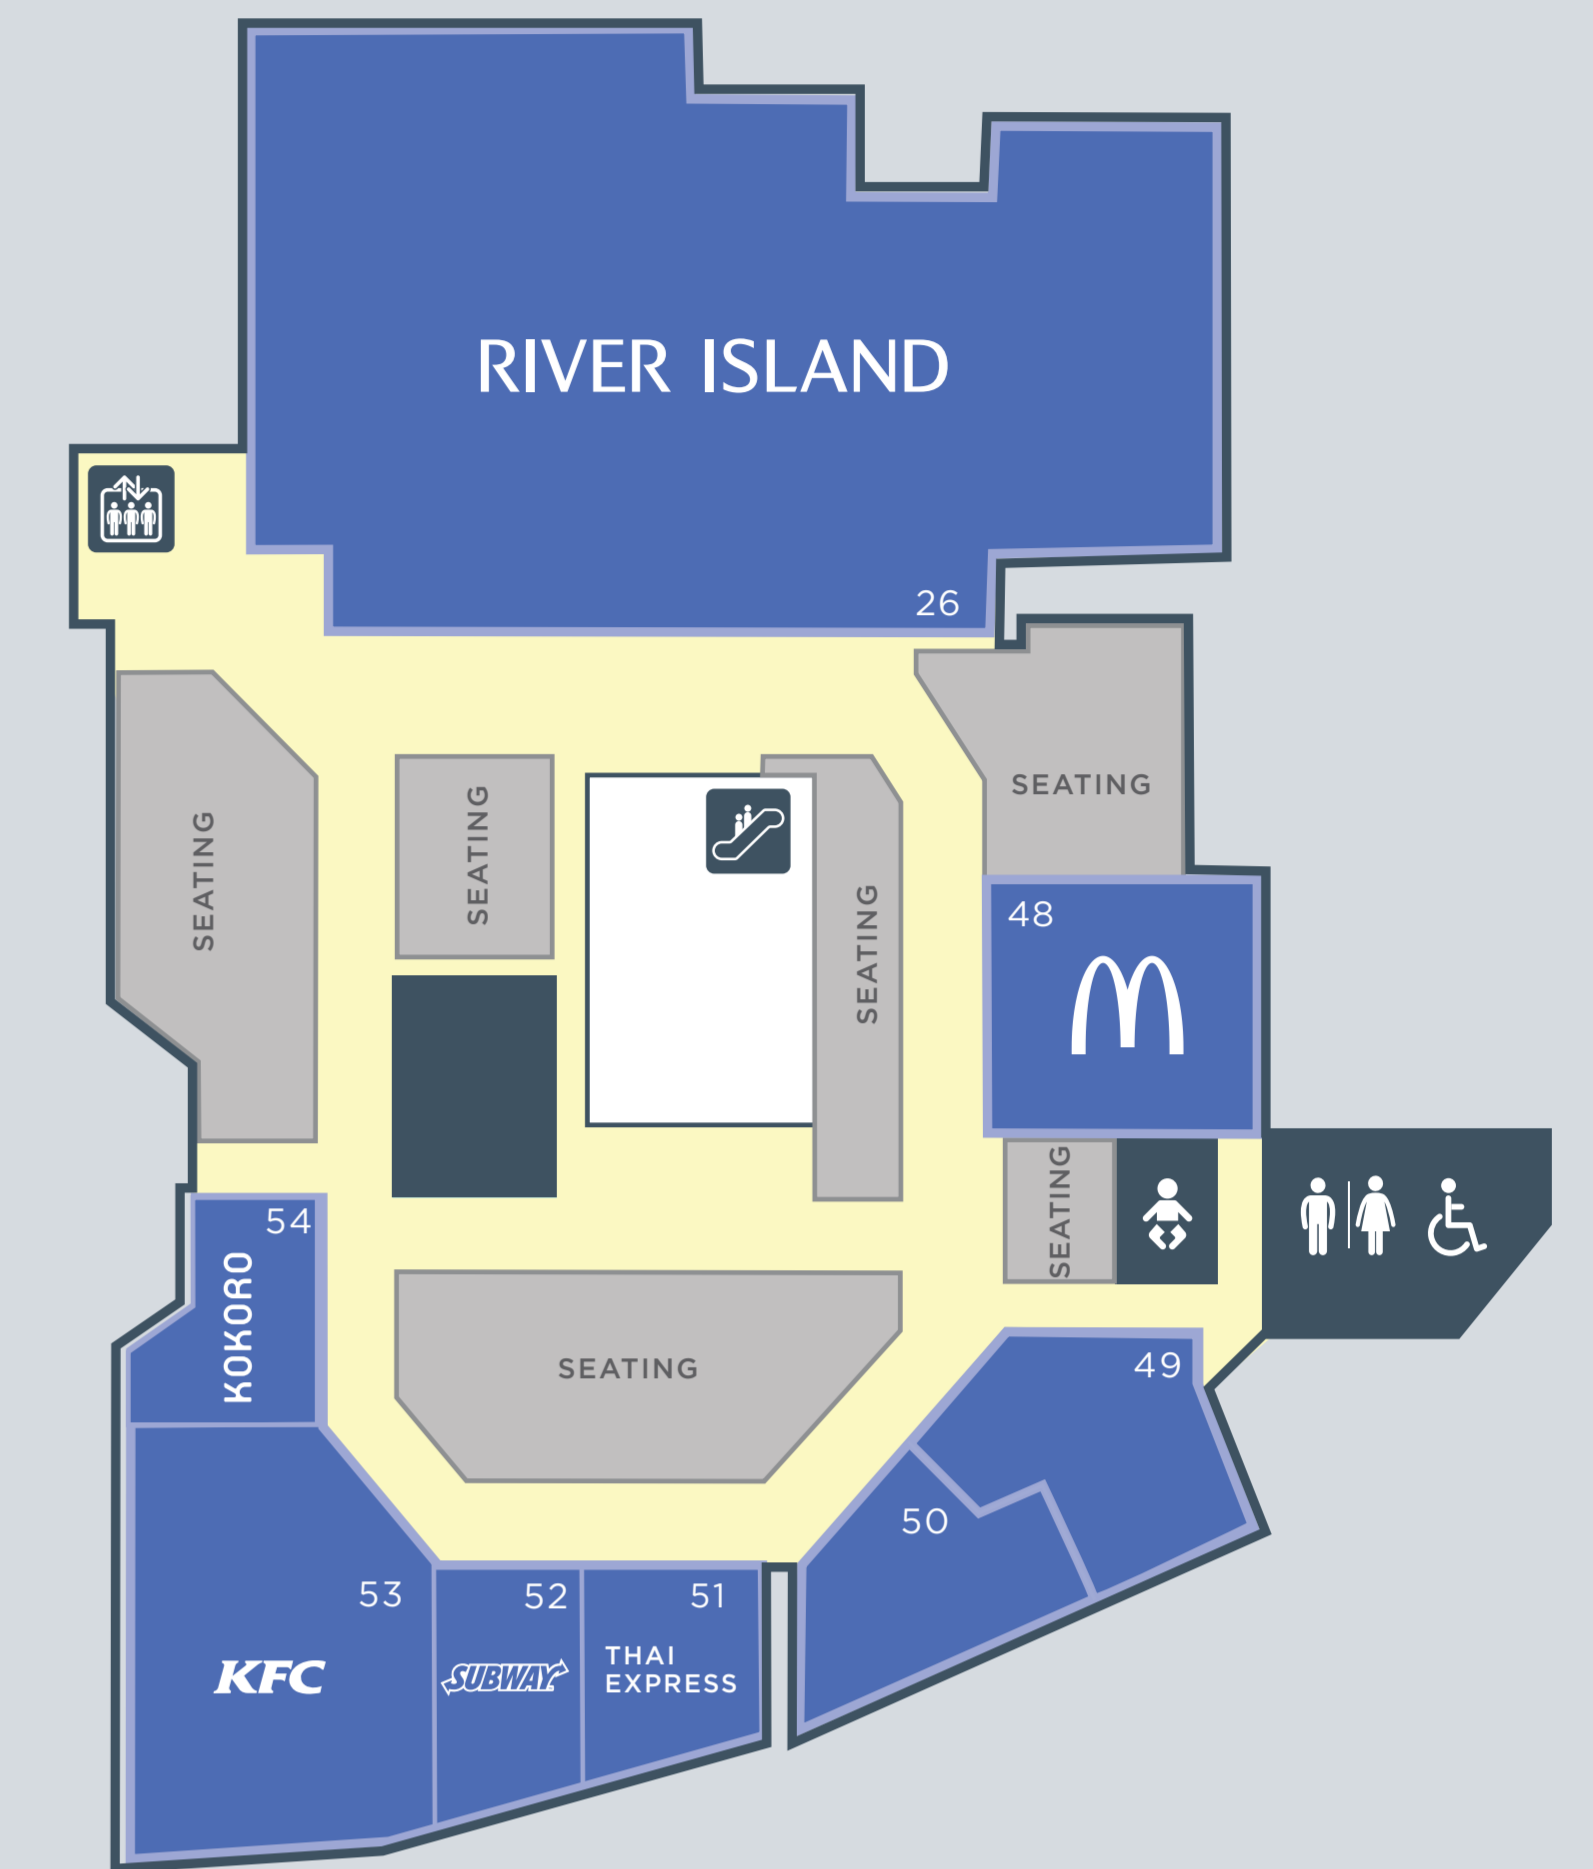 RIVER ISLAND
26
SEATING
SEATING
SEATING
SEATING
48
SEATING
54
KOKORO
SEATING
49
50
53
KFC
52
SUBWAY
51
THAI
EXPRESS